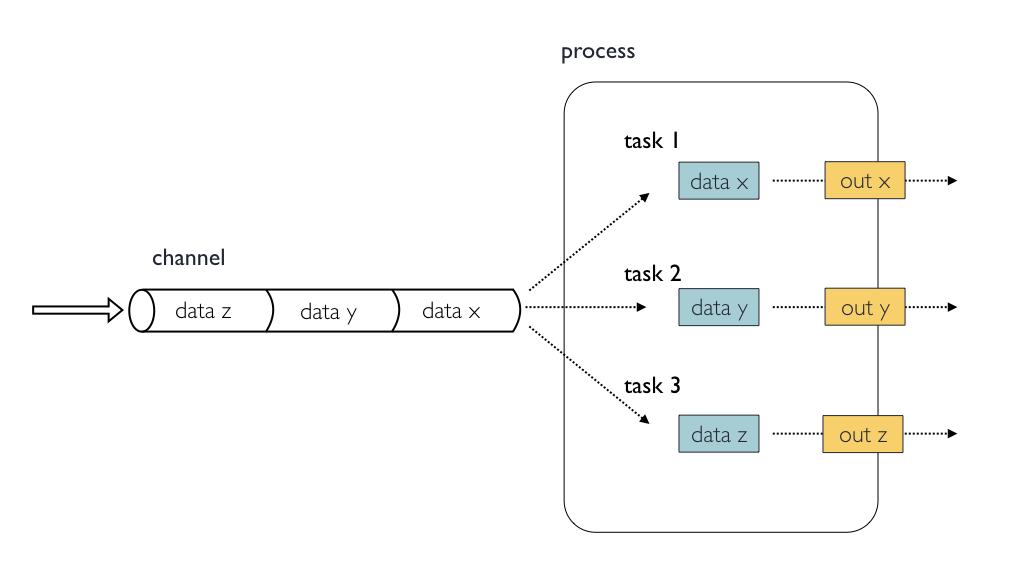 process
task 1
data x
out x
channel
data z
data y
data x
task 2
data y
out y
task 3
data z
out z